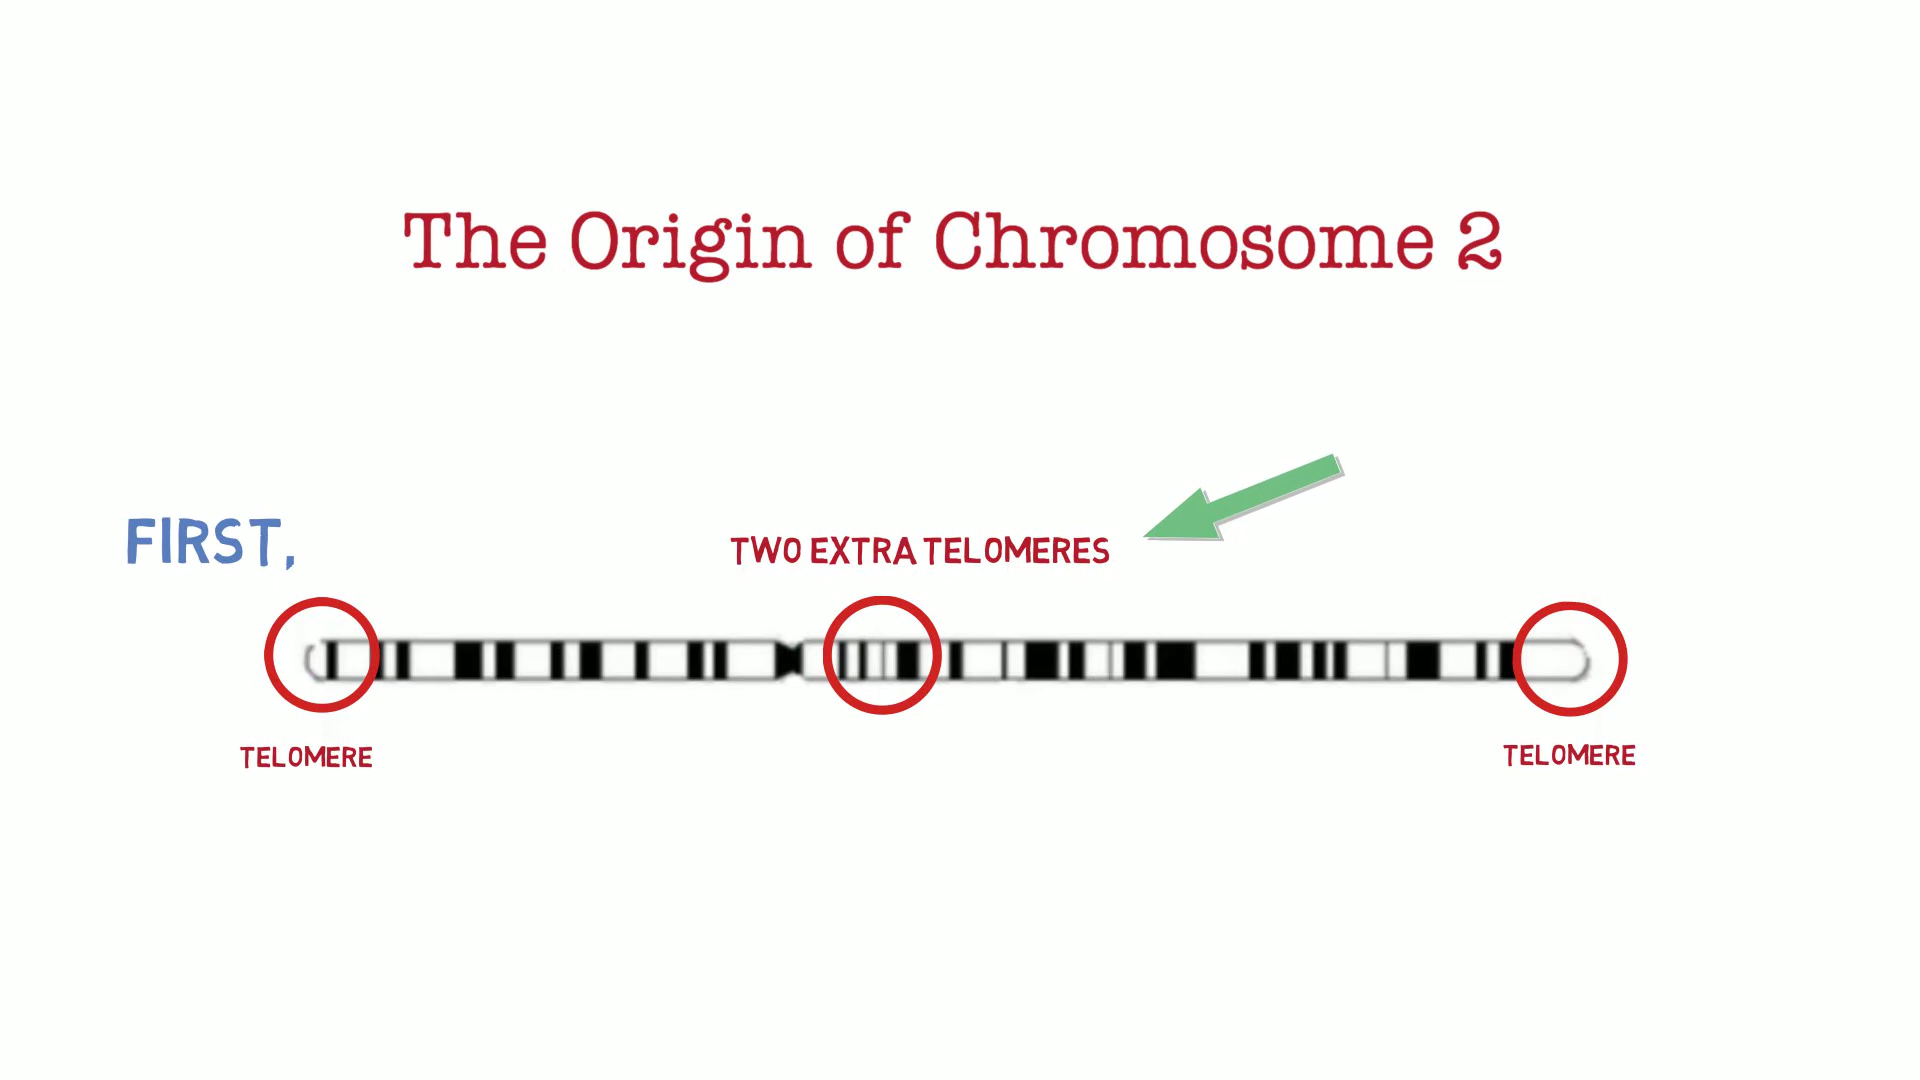 The Origin of Chromosome 2
FIRST,
TWO EXTRA TELOMERES
TELOMERE
TELOMERE